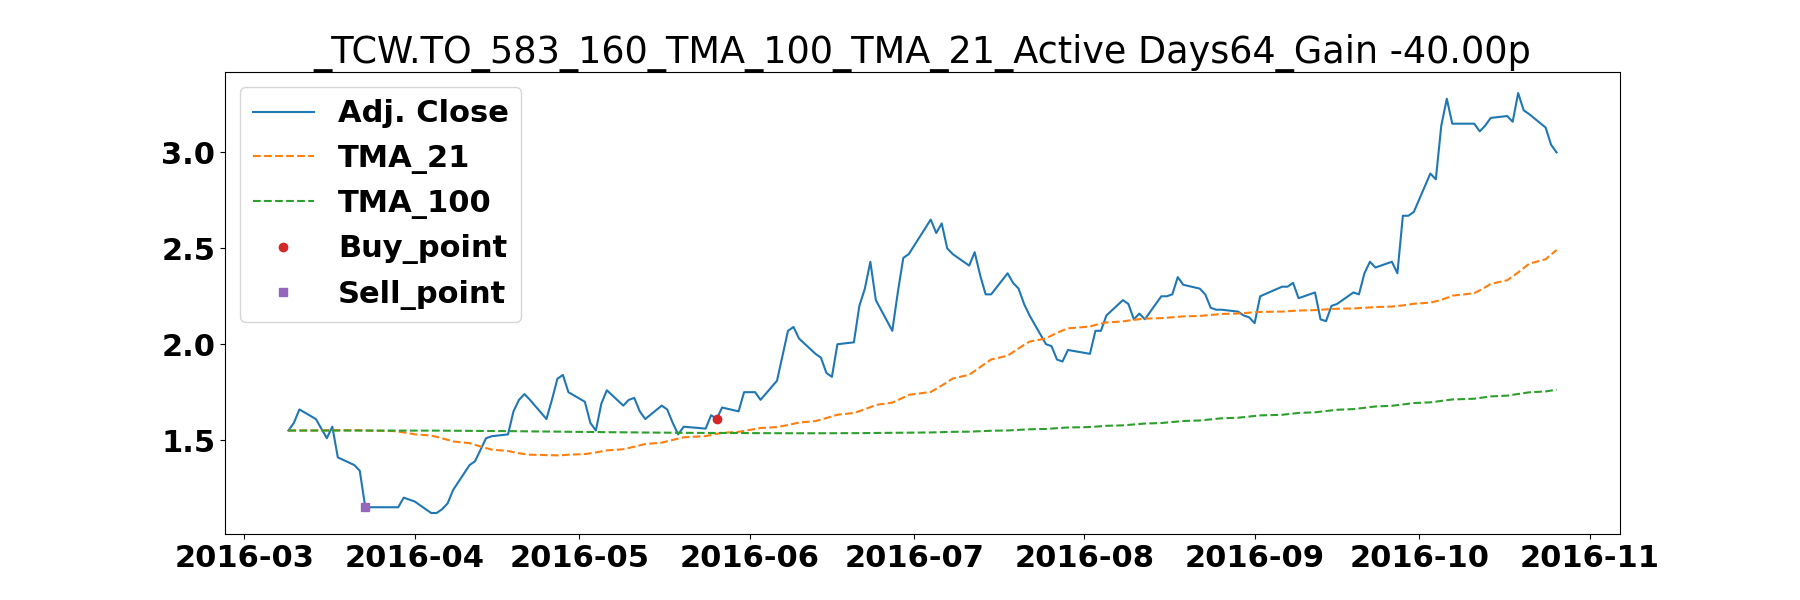 _TCW.TO_583_160_TMA_100_TMA_21_Active Days64_Gain -40.00p
Adj. Close
TMA_21
TMA_100
Buy_point
Sell_point
3.0
2.5
2.0
1.5
2016-03 2016-04 2016-05 2016-06 2016-07 2016-08 2016-09 2016-10 2016-11